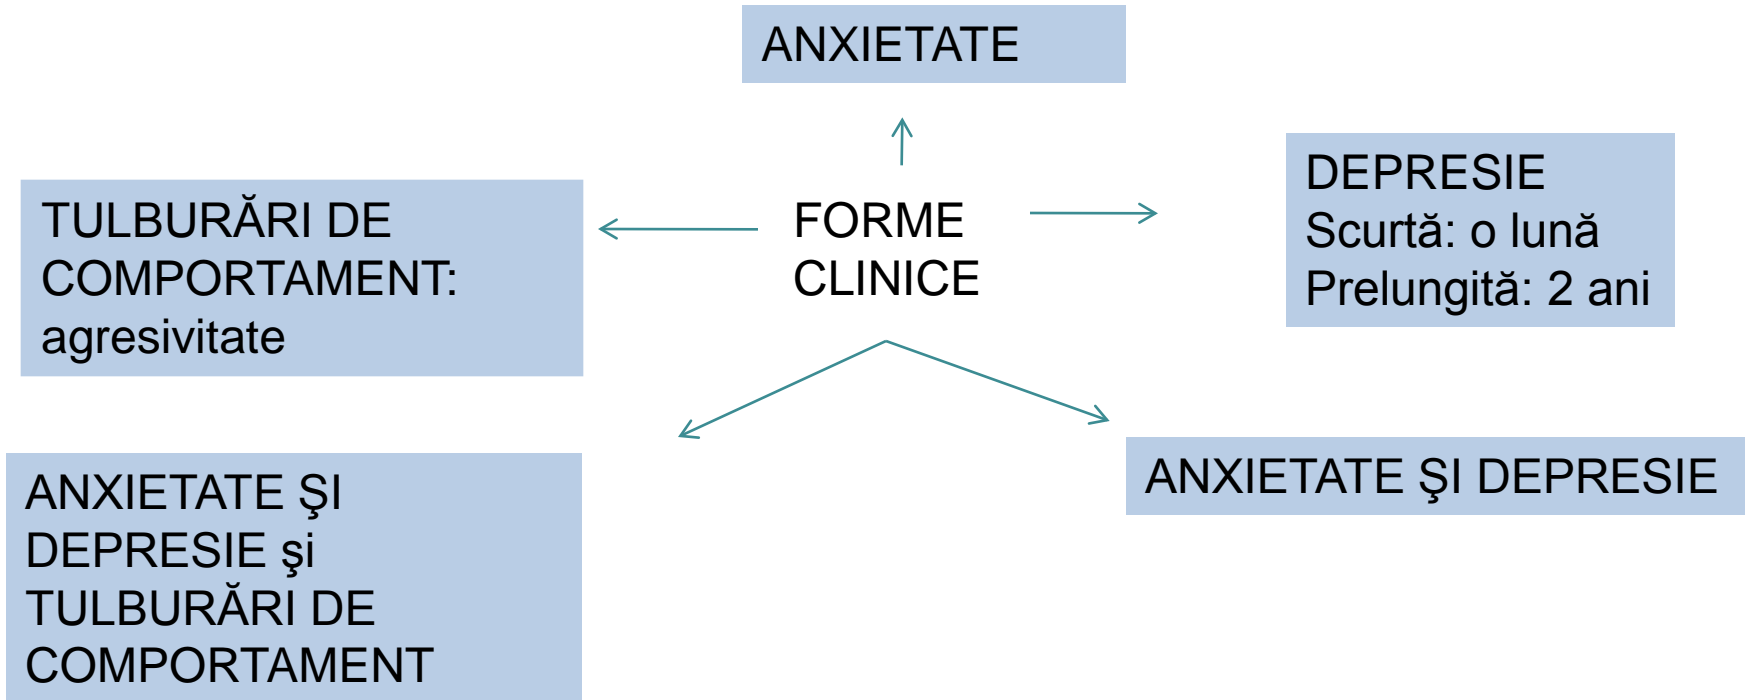 ANXIETATE
TULBURĂRI DE
COMPORTAMENT:
agresivitate
FORME
CLINICE
DEPRESIE
Scurtă: o lună
Prelungită: 2 ani
ANXIETATE ŞI
DEPRESIE şi
TULBURĂRI DE
COMPORTAMENT
ANXIETATE ŞI DEPRESIE